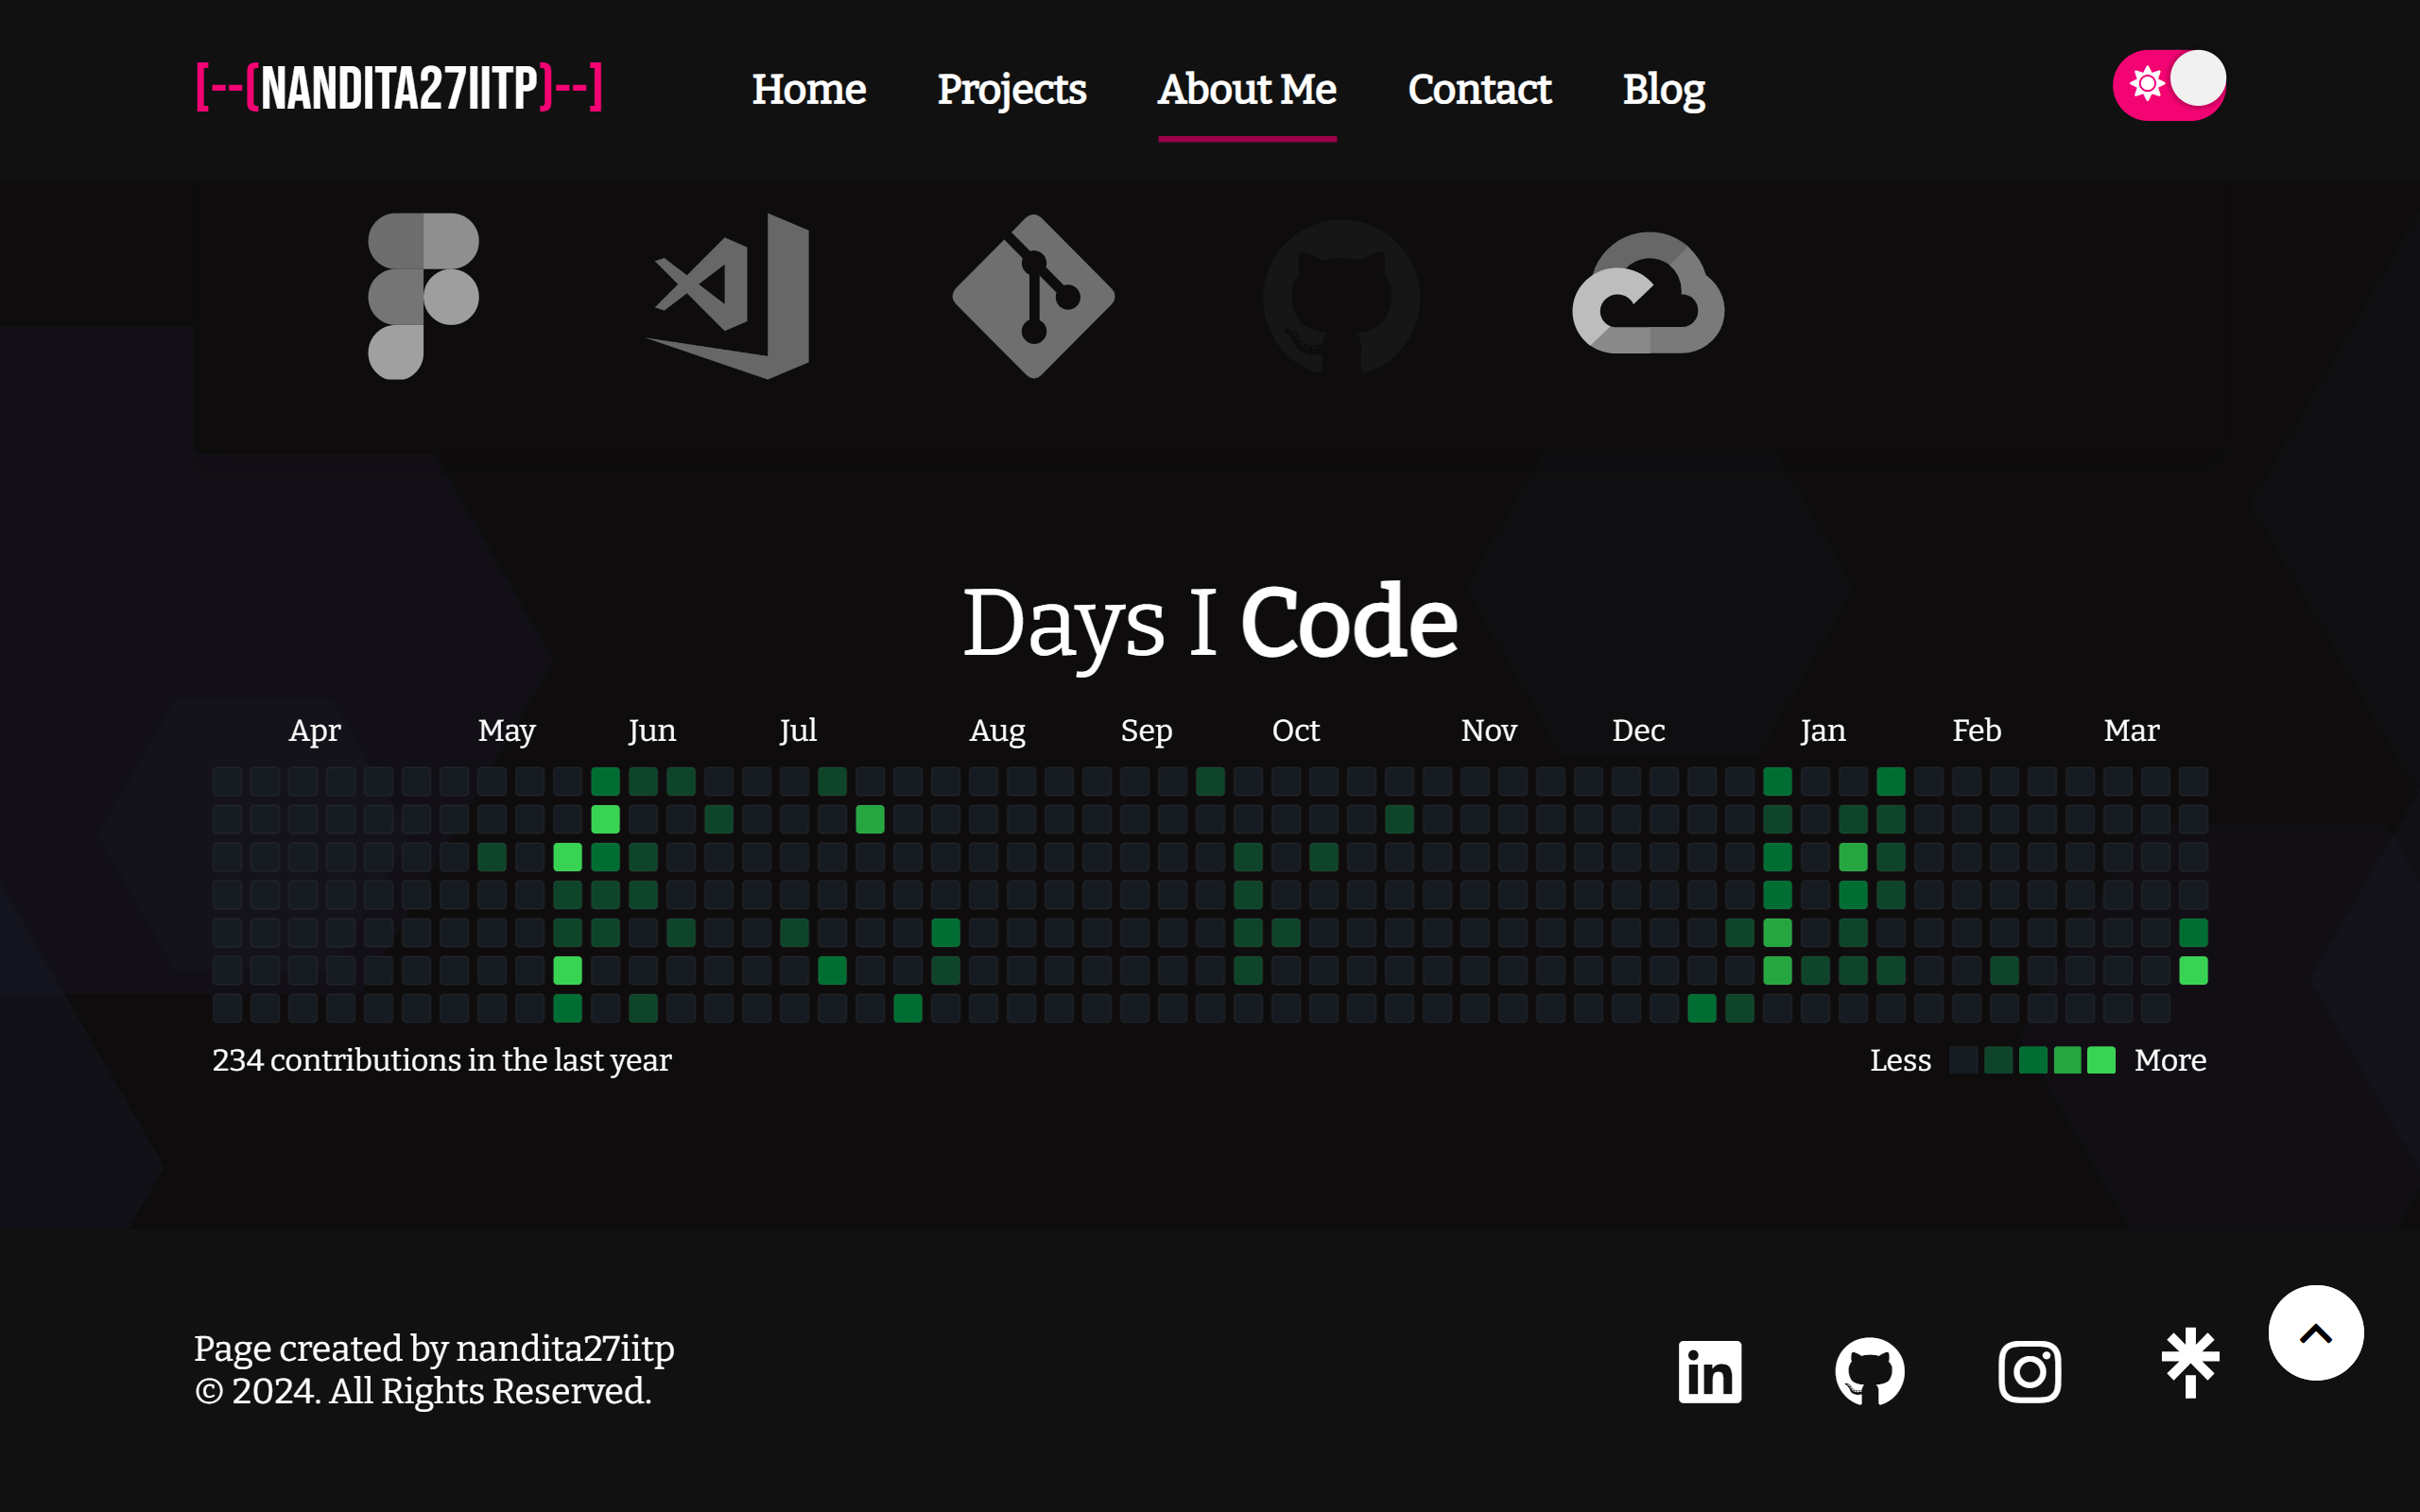 [--(NANDITA27IITP)--]
Home Projects About Me Contact Blog
Days I Code
Apr May Jun Jul Aug Sep Oct Nov Dec Jan Feb Mar
234 contributions in the last year
Less More
Page created by nandita27iitp
© 2024. All Rights Reserved.
in